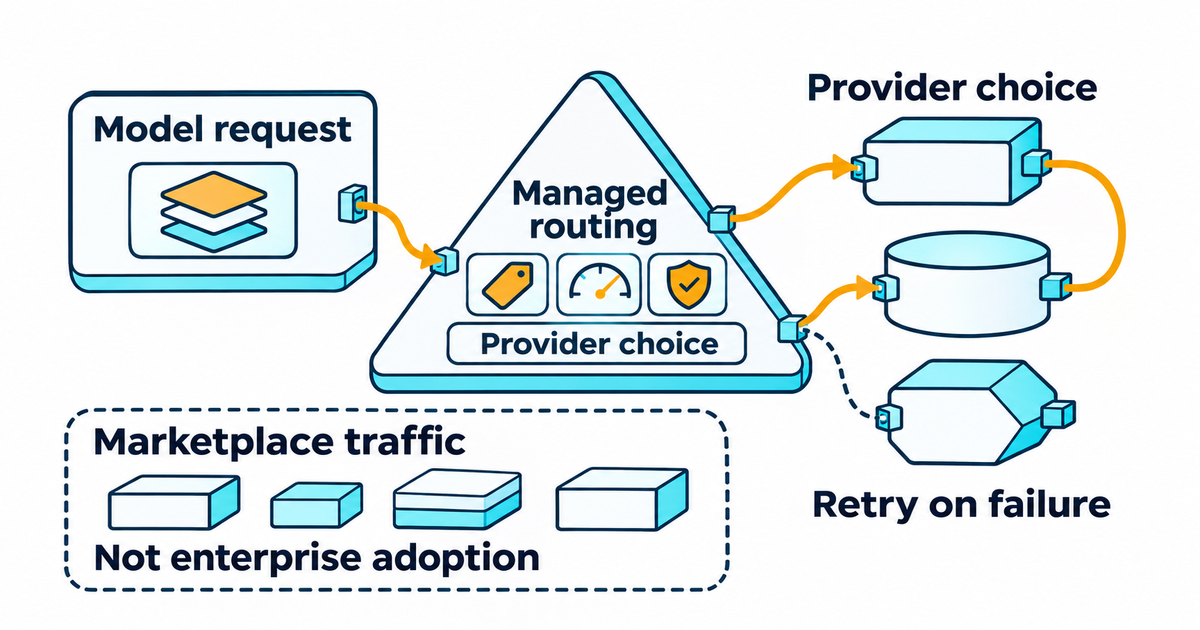 Model request
Managed
routing
Provider choice
Provider choice
Retry on failure
Marketplace traffic
Not enterprise adoption